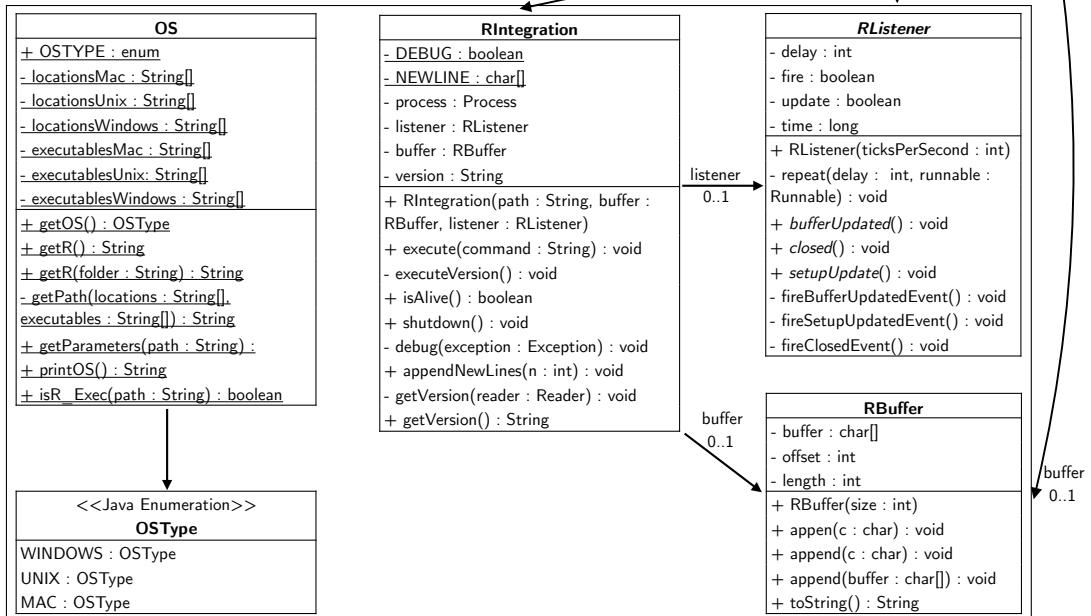 OS
+ OSTYPE : enum
- locationsMac : String[]
- locationsUnix : String[]
- locationsWindows : String[]
- executablesMac : String[]
- executablesUnix: String[]
- executablesWindows : String[]
+ getOS() : OSType
+ getR() : String
+ getR(folder : String) : String
- getPath(locations : String[],
executables : String[]) : String
+ getParameters(path : String) :
+ printOS() : String
+ isR_Exec(path : String) : boolean
<<Java Enumeration>>
OSType
WINDOWS : OSType
UNIX : OSType
MAC : OSType
RIntegration
- DEBUG : boolean
- NEWLINE : char[]
- process : Process
- listener : RListener
- buffer : RBuffer
- version : String
+ RIntegration(path : String, buffer :
RBuffer, listener : RListener)
+ execute(command : String) : void
- executeVersion() : void
+ isAlive() : boolean
+ shutdown() : void
- debug(exception : Exception) : void
+ appendNewLines(n : int) : void
- getVersion(reader : Reader) : void
+ getVersion() : String
listener
0..1
buffer
0..1
RListener
- delay : int
- fire : boolean
- update : boolean
- time : long
+ RListener(ticksPerSecond : int)
- repeat(delay : int, runnable :
Runnable) : void
+ bufferUpdated() : void
+ closed() : void
+ setupUpdate() : void
- fireBufferUpdatedEvent() : void
- fireSetupUpdatedEvent() : void
- fireClosedEvent() : void
RBuffer
- buffer : char[]
- offset : int
- length : int
+ RBuffer(size : int)
+ appen(c : char) : void
+ append(c : char) : void
+ append(buffer : char[]) : void
+ toString() : String
buffer
0..1